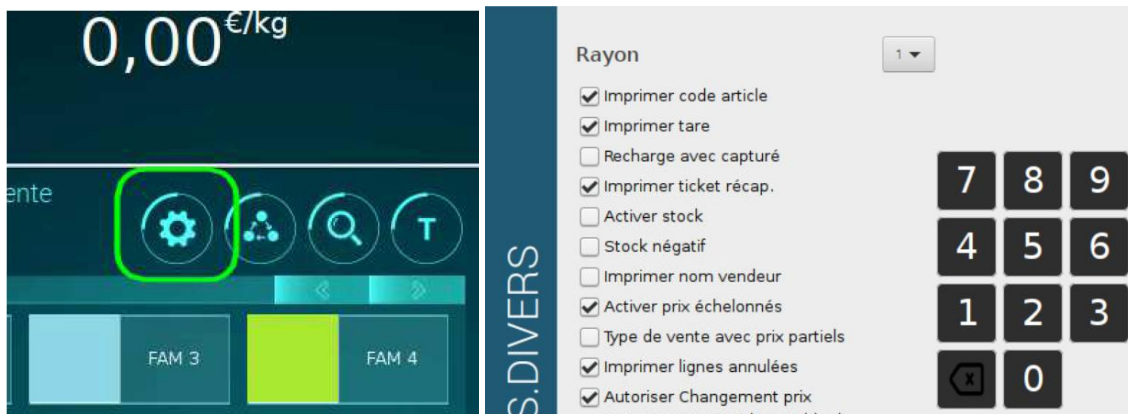 0,00 €/kg
ente
T
FAM 3
FAM 4
S.DIVERS
Rayon
1
Imprimer code article
Imprimer tare
Recharge avec capturé
Imprimer ticket récap.
Activer stock
Stock négatif
Imprimer nom vendeur
Activer prix échelonnés
Type de vente avec prix partiels
Imprimer lignes annulées
Autoriser Changement prix
7 8 9
4 5 6
1 2 3
x 0